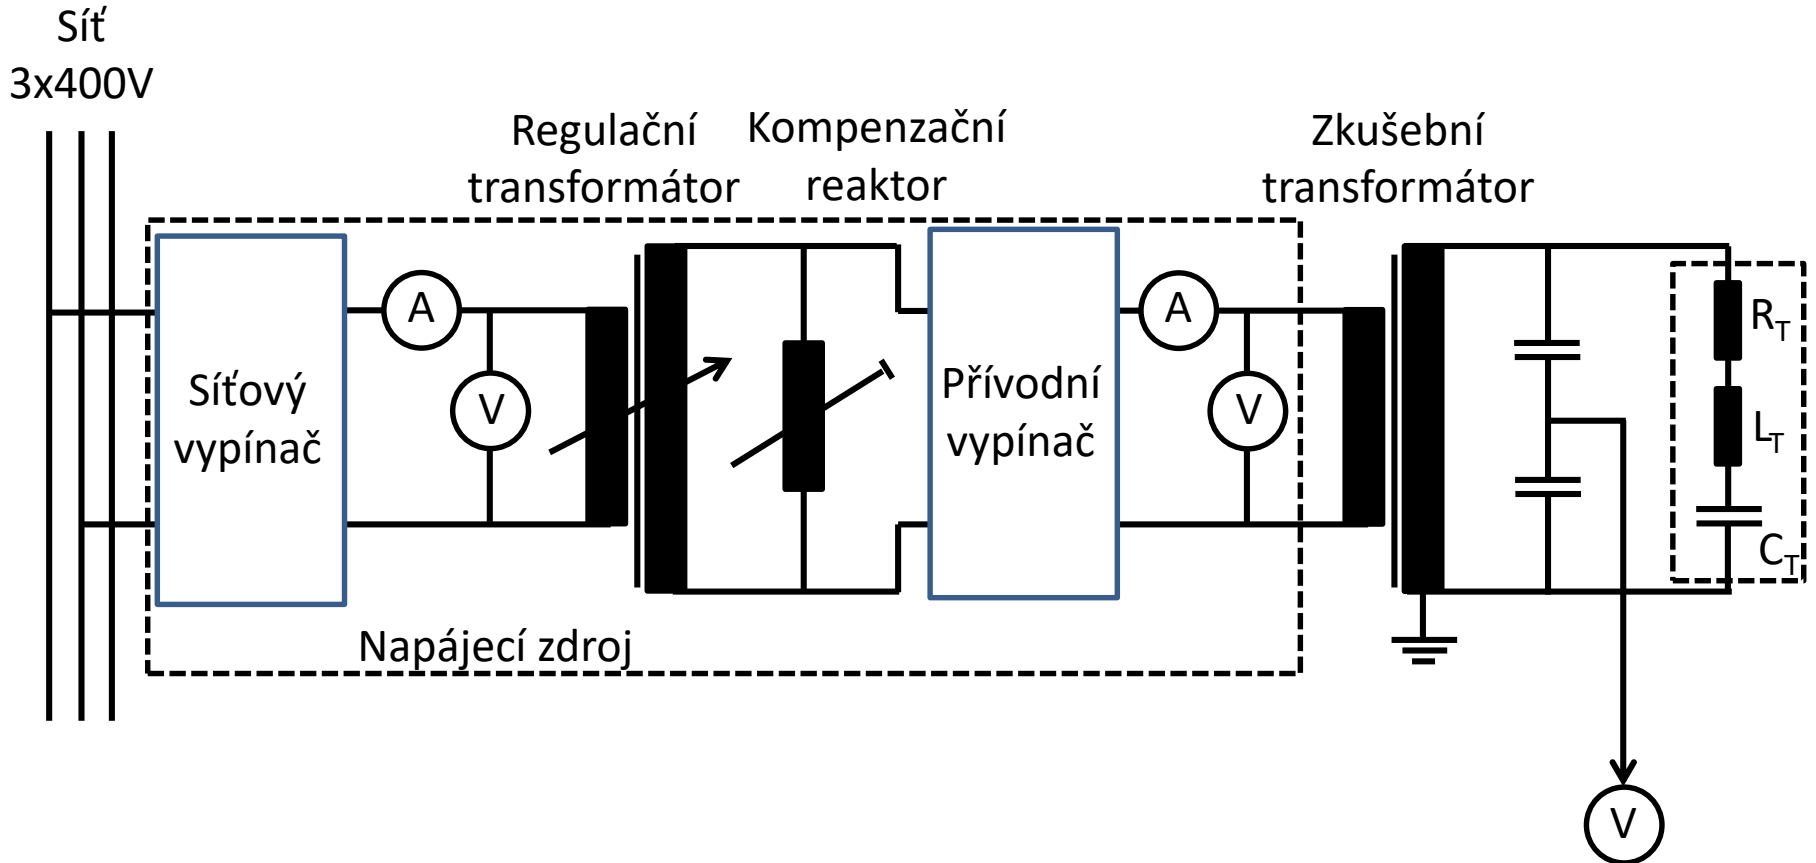 Síť
3x400V
Regulační
transformátor
Kompenzační
reaktor
Zkušební
transformátor
Síťový
vypínač
A
V
Přívodní
vypínač
A
V
R_T
L_T
C_T
Napájecí zdroj
V